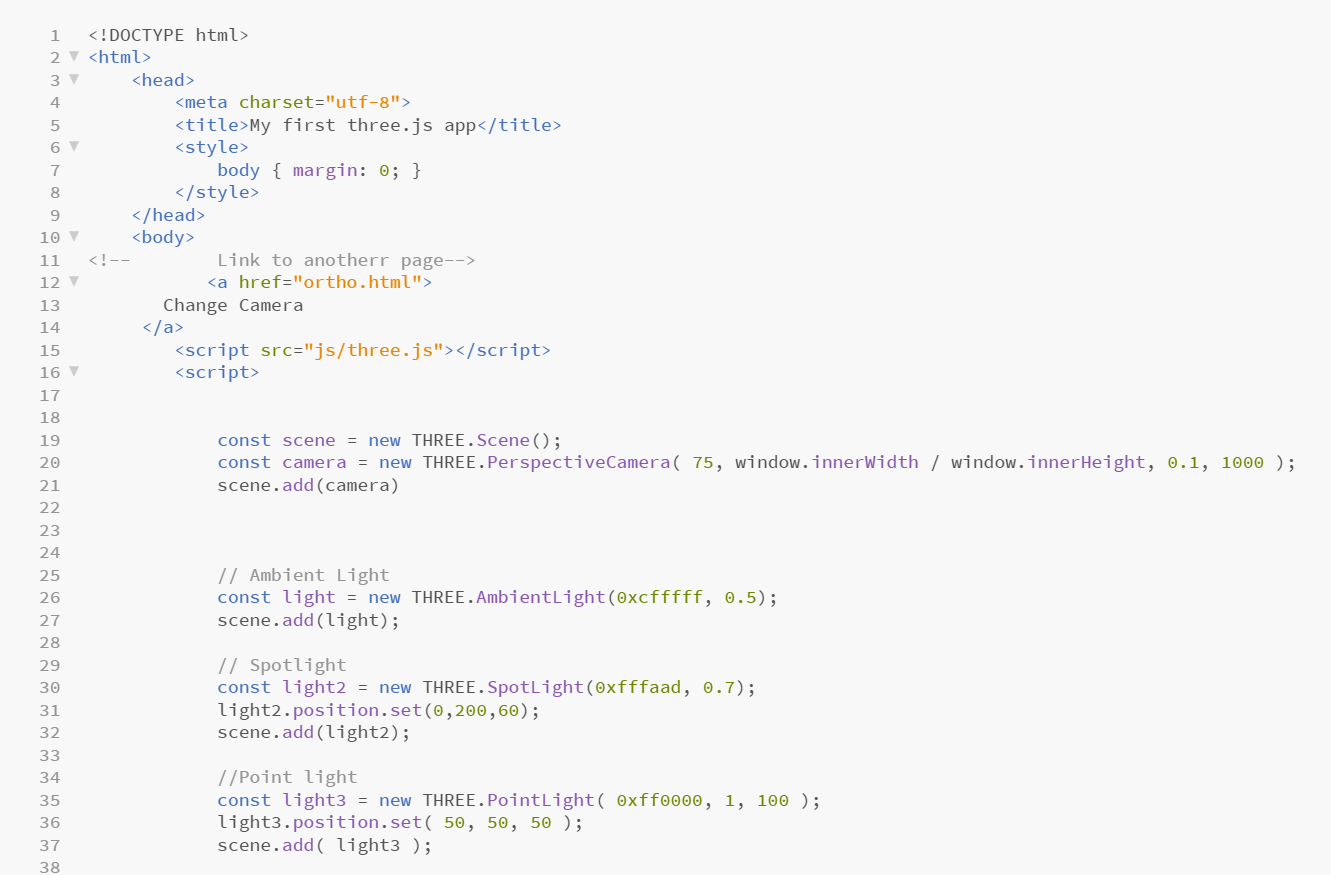 1 <!DOCTYPE html>
2 <html>
3 <head>
4 <meta charset="utf-8">
5 <title>My first three.js app</title>
6 <style>
7 body { margin: 0; }
8 </style>
9 </head>
10 <body>
11 <!-- Link to anotherr page-->
12 <a href="ortho.html">
13 Change Camera
14 </a>
15 <script src="js/three.js"></script>
16 <script>
17
18
19 const scene = new THREE.Scene();
20 const camera = new THREE.PerspectiveCamera( 75, window.innerWidth / window.innerHeight, 0.1, 1000 );
21 scene.add(camera)
22
23
24
25 // Ambient Light
26 const light = new THREE.AmbientLight(0xcfffff, 0.5);
27 scene.add(light);
28
29 // Spotlight
30 const light2 = new THREE.SpotLight(0xfffaad, 0.7);
31 light2.position.set(0,200,60);
32 scene.add(light2);
33
34 //Point light
35 const light3 = new THREE.PointLight( 0xff0000, 1, 100 );
36 light3.position.set( 50, 50, 50 );
37 scene.add( light3 );
38